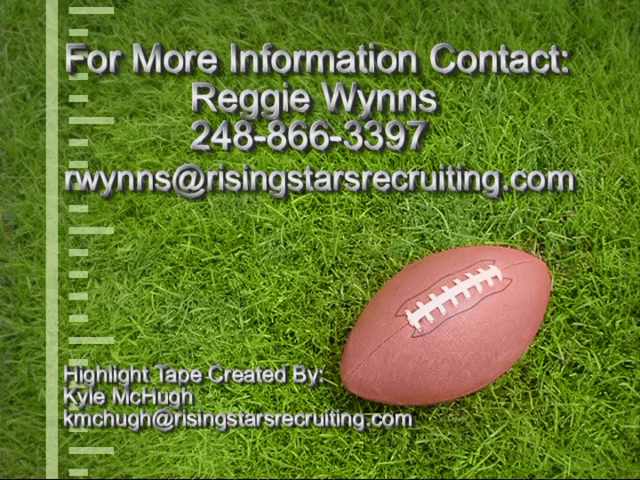 For More Information Contact:
Reggie Wynns
248-866-3397
rwynns@risingstarsrecruiting.com
Highlight Tape Created By:
Kyle McHugh
kmchugh@risingstarsrecruiting.com